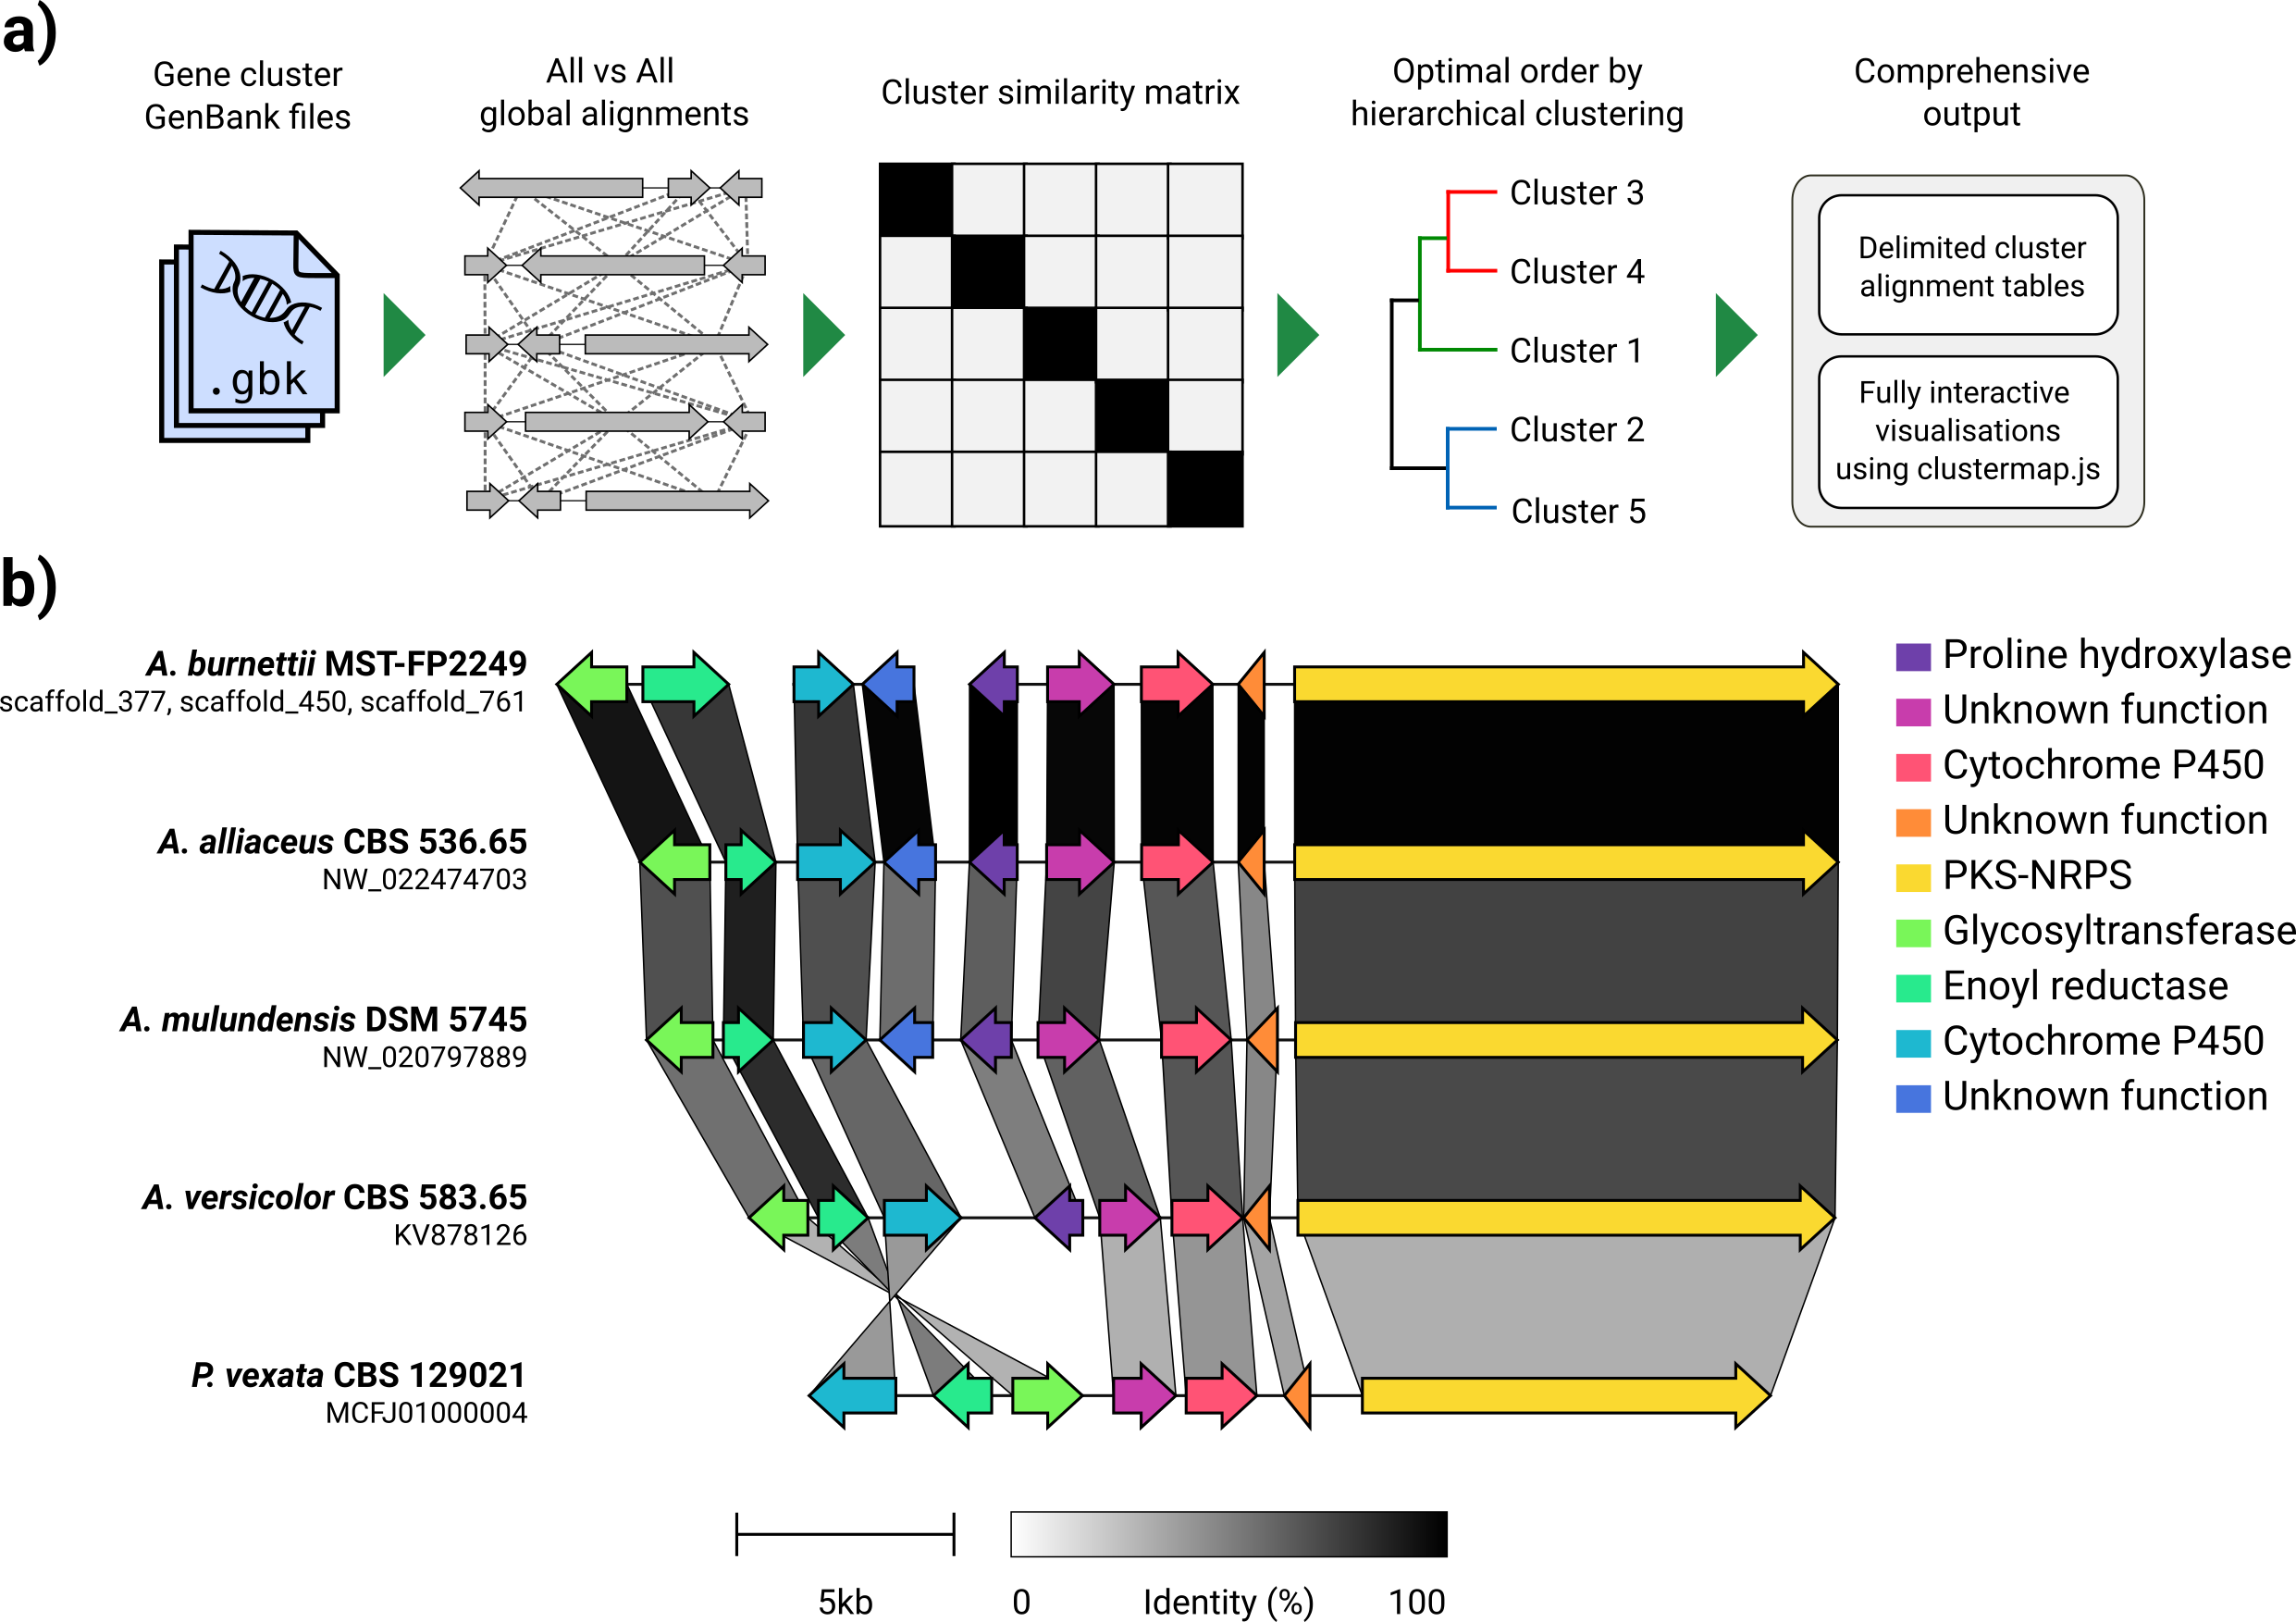 a)
Gene cluster
GenBank files
All vs All
global alignments
Cluster similarity matrix
Optimal order by
hierarchical clustering
Comprehensive
output
.gbk
Cluster 3
Cluster 4
Cluster 1
Cluster 2
Cluster 5
Delimited cluster
alignment tables
Fully interactive
visualisations
using clustermap.js
b)
A. burnettii MST-FP2249
scaffold_377, scaffold_450, scaffold_761
A. alliaceus CBS 536.65
NW_022474703
A. mulundensis DSM 5745
NW_020797889
A. versicolor CBS 583.65
KV878126
P. vexata CBS 129021
MCFJ01000004
Proline hydroxylase
Unknown function
Cytochrome P450
Unknown function
PKS-NRPS
Glycosyltransferase
Enoyl reductase
Cytochrome P450
Unknown function
5kb
0 Identity (%) 100